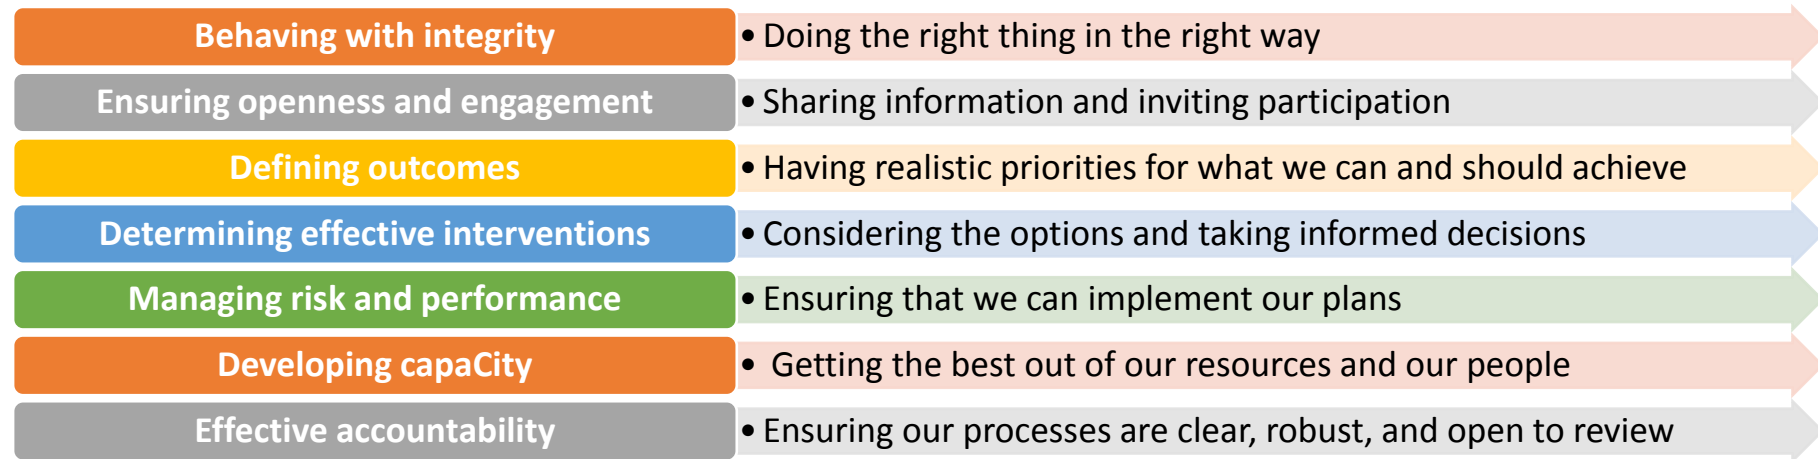 Behaving with integrity
• Doing the right thing in the right way
Ensuring openness and engagement
• Sharing information and inviting participation
Defining outcomes
• Having realistic priorities for what we can and should achieve
Determining effective interventions
• Considering the options and taking informed decisions
Managing risk and performance
• Ensuring that we can implement our plans
Developing capaCity
• Getting the best out of our resources and our people
Effective accountability
• Ensuring our processes are clear, robust, and open to review